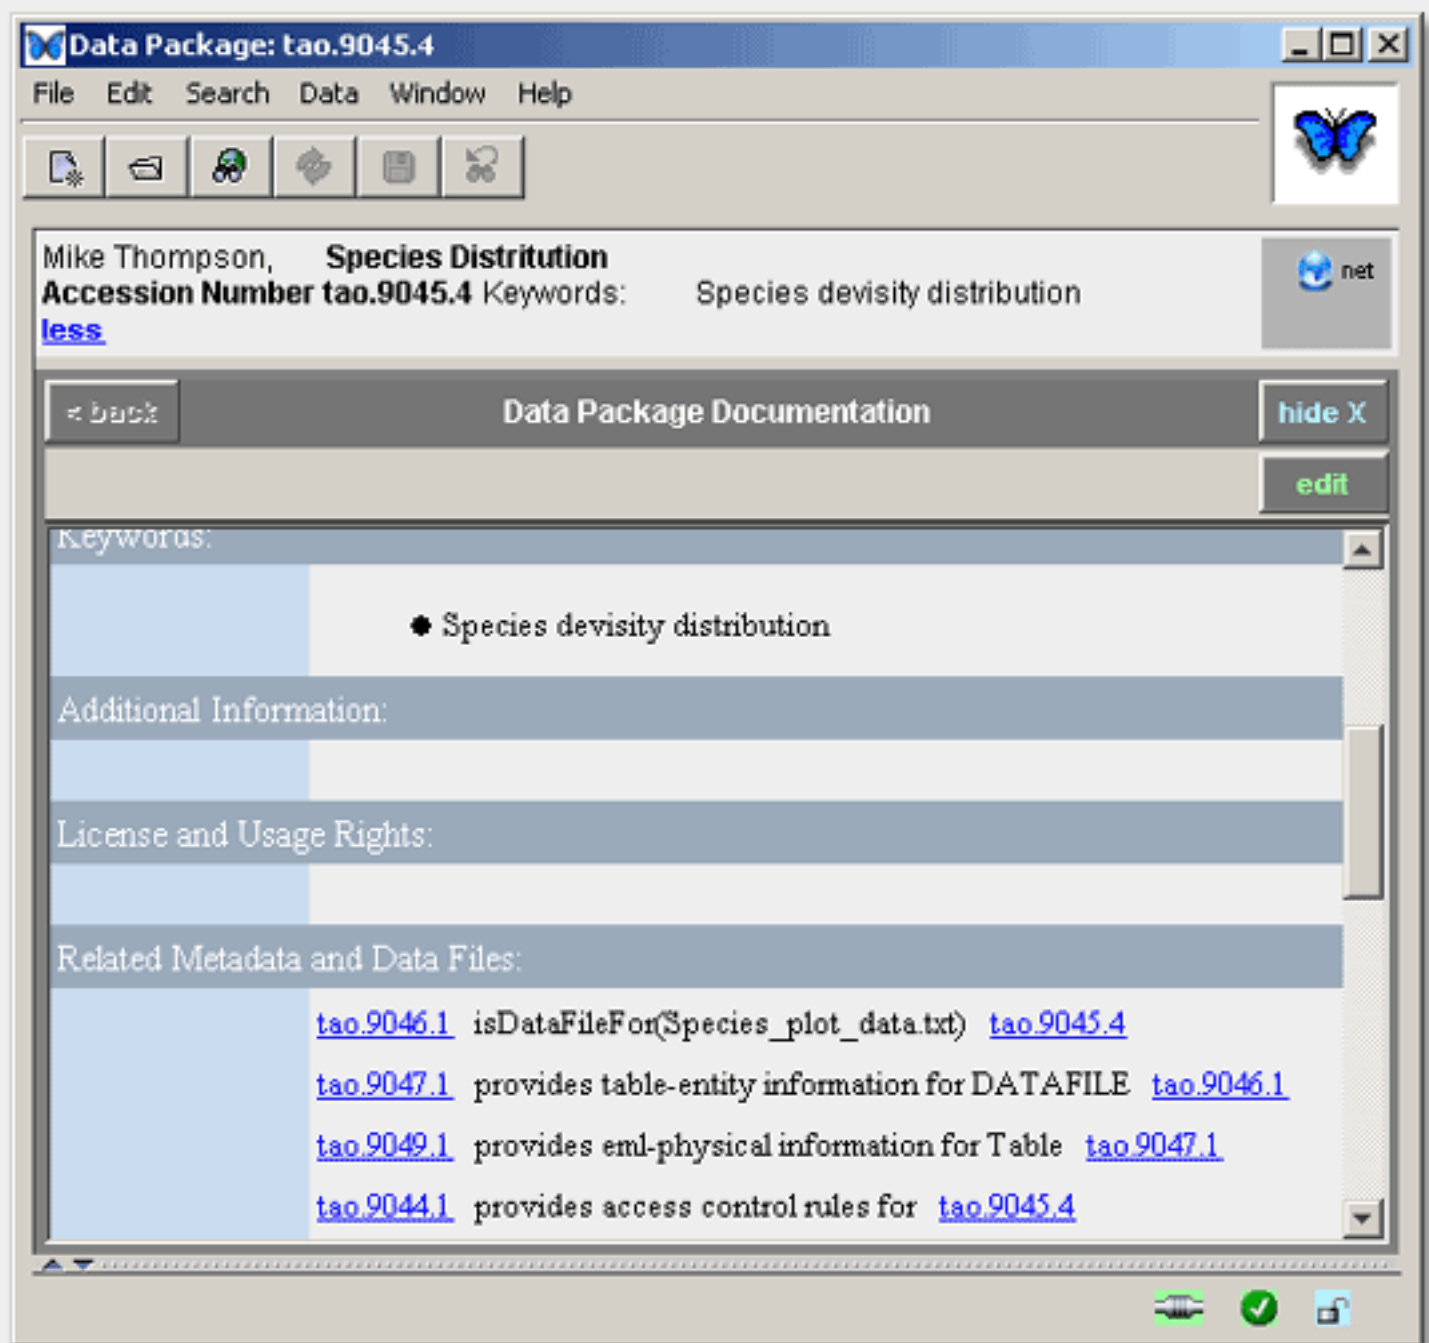 Data Package: tao.9045.4
File Edit Search Data Window Help
Mike Thompson, Species Distritution
Accession Number tao.9045.4 Keywords: Species devisity distribution
less
net
< back Data Package Documentation hide X
edit
Keywords:
Species devisity distribution
Additional Information:
License and Usage Rights:
Related Metadata and Data Files:
tao.9046.1 isDataFileFor(Species_plot_data.txt) tao.9045.4
tao.9047.1 provides table-entity information for DATAFILE tao.9046.1
tao.9049.1 provides eml-physical information for Table tao.9047.1
tao.9044.1 provides access control rules for tao.9045.4